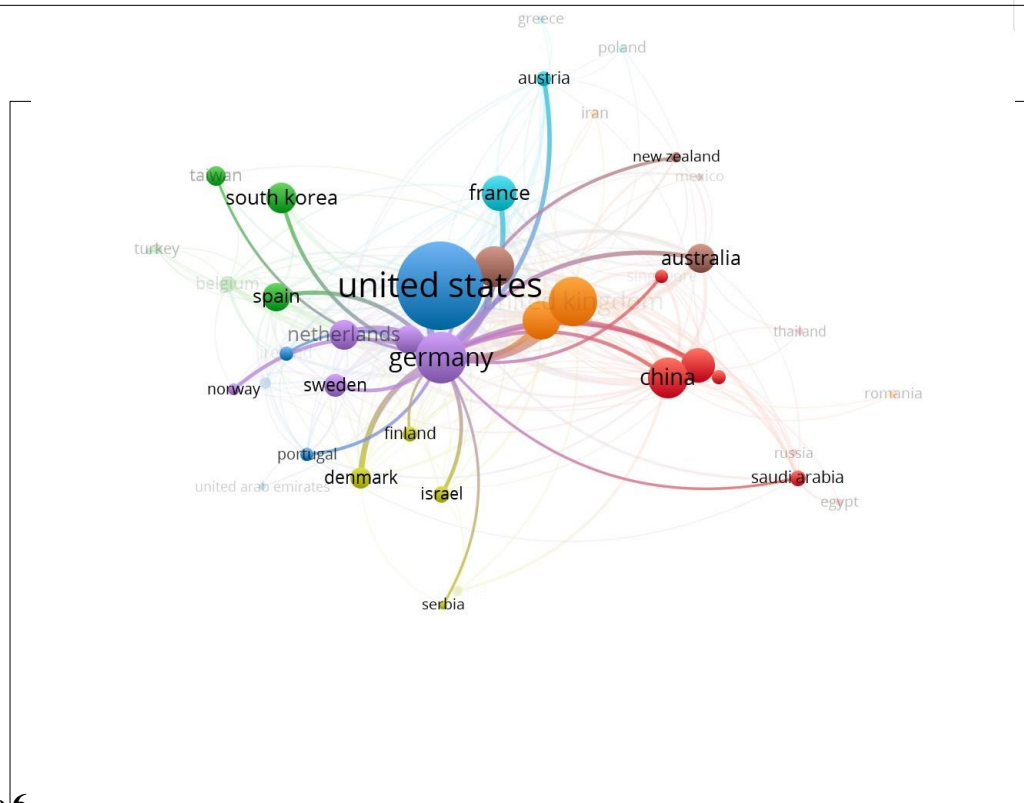 greece
poland
austria
iran
new zealand
mexico
taiwan
south korea
france
turkey
australia
belgium
singapore
united states
spain
united kingdom
netherlands
thailand
germany
china
norway
sweden
romania
finland
portugal
russia
denmark
saudi arabia
united arab emirates
israel
egypt
serbia
6